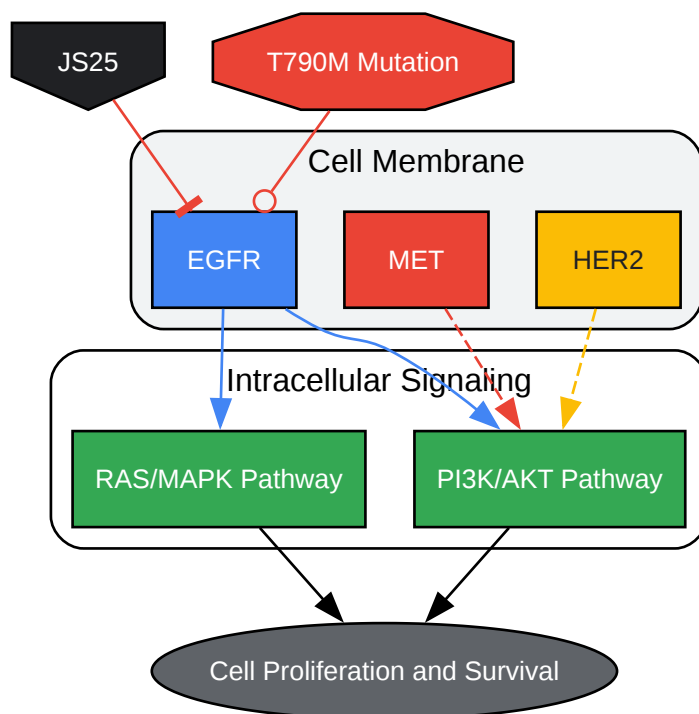 JS25
T790M Mutation
Cell Membrane
EGFR
MET
HER2
Intracellular Signaling
RAS/MAPK Pathway
PI3K/AKT Pathway
Cell Proliferation and Survival